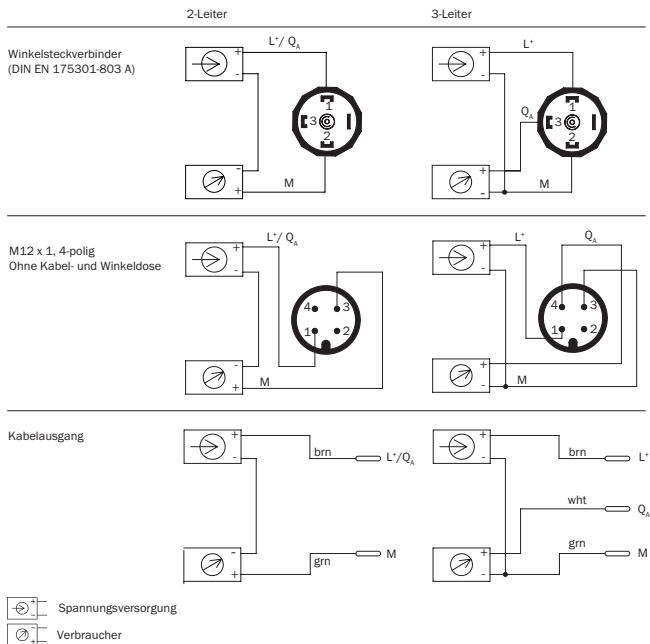 2-Leiter 3-Leiter
Winkelsteckverbinder
(DIN EN 175301-803 A)
+ L⁺/ Q_A
-
1
3
2
-
+ M
+ L⁺
-
1
Q_A 3
2
+
- M
M12 x 1, 4-polig
Ohne Kabel- und Winkeldose
+ L⁺/ Q_A
-
4 3
1 2
-
+ M
+ L⁺ Q_A
-
4 3
1 2
+
- M
Kabelausgang
+ brn L⁺/Q_A
-
-
+ grn M
+ brn L⁺
-
wht Q_A
+ grn
- M
+
- Spannungsversorgung
-
+ Verbraucher